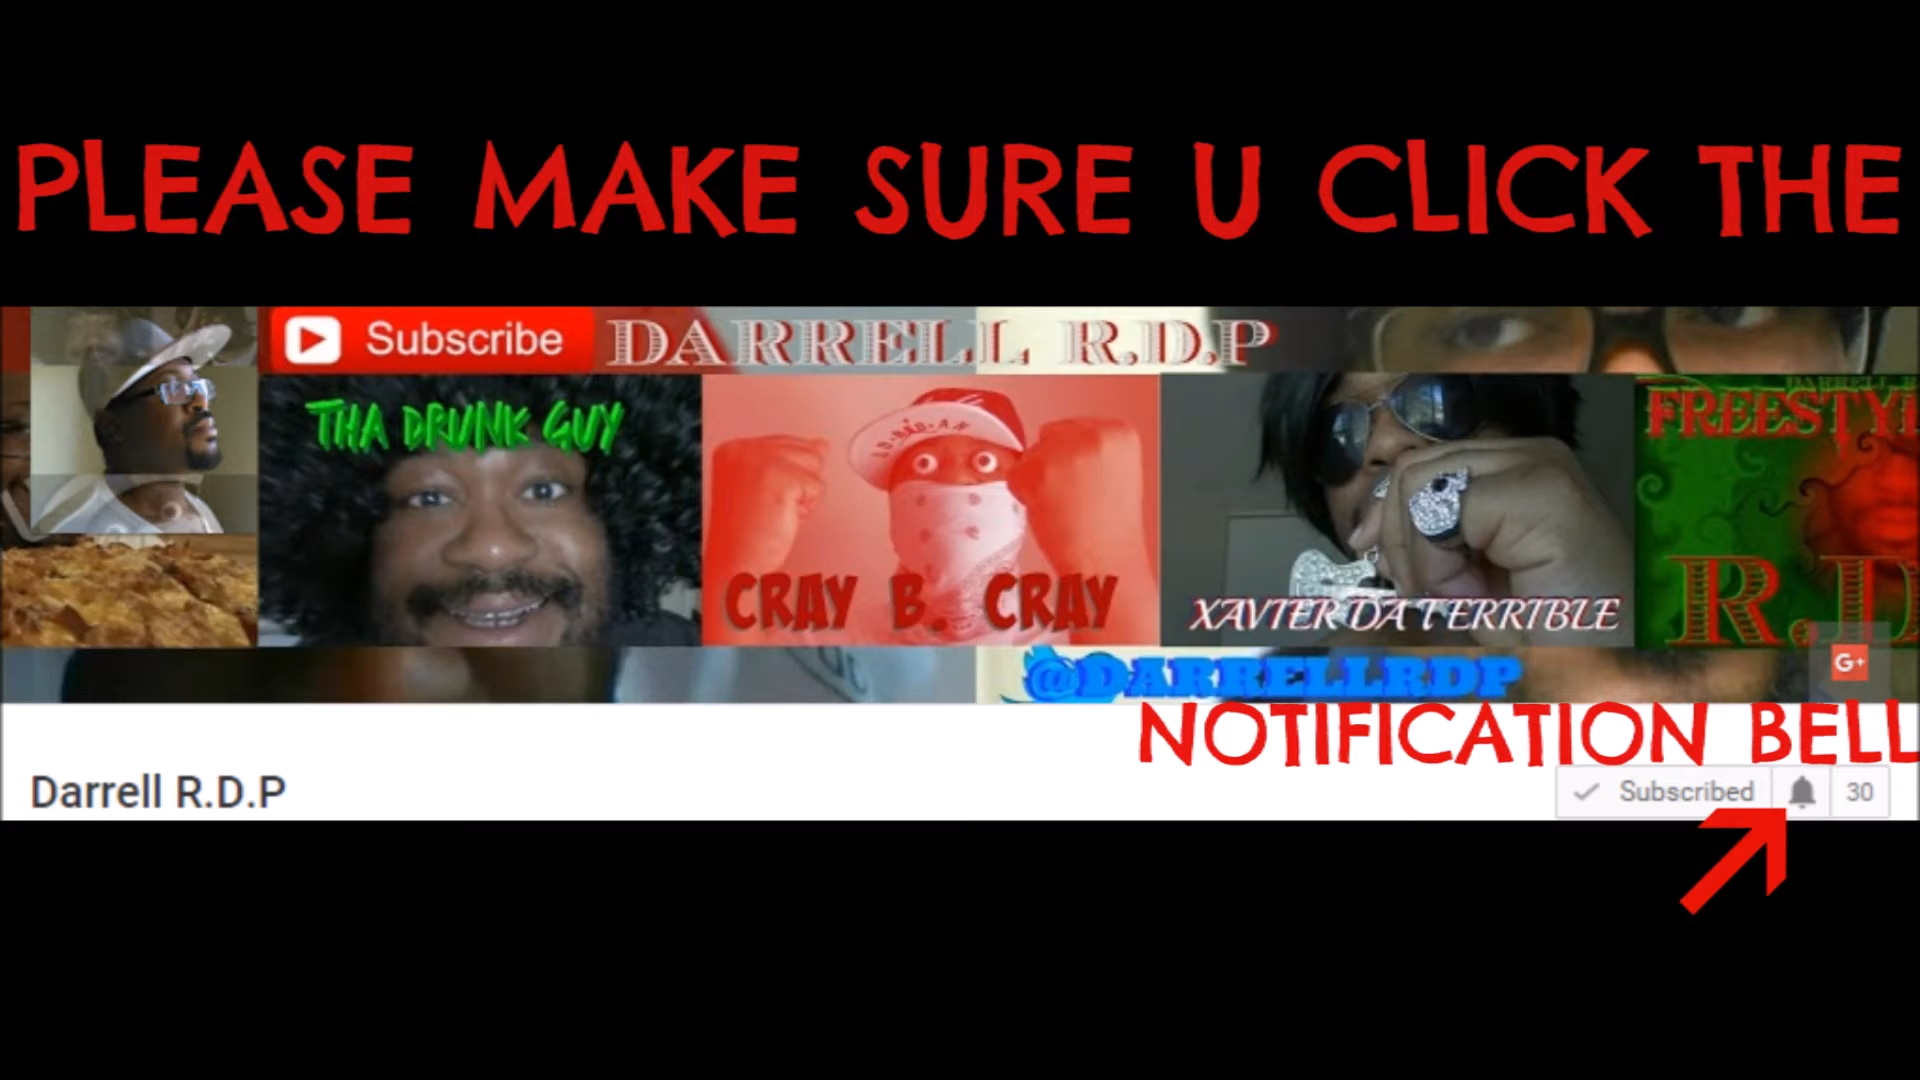 PLEASE MAKE SURE U CLICK THE
Subscribe DARRELL R.D.P
THA DRUNK GUY
CRAY B. CRAY
XAVIER DA TERRIBLE
R.D
G+
@DARRELLRDP
NOTIFICATION BELL
Darrell R.D.P
Subscribed 30